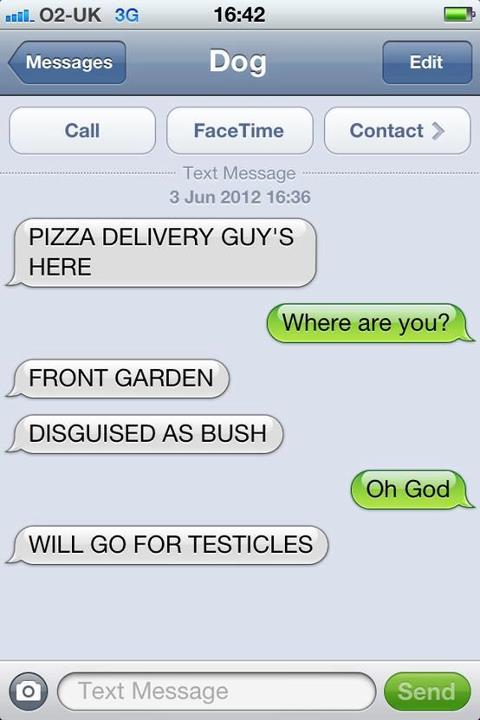 O2-UK 3G 16:42
Messages Dog Edit
Call FaceTime Contact
Text Message
3 Jun 2012 16:36
PIZZA DELIVERY GUY'S
HERE
Where are you?
FRONT GARDEN
DISGUISED AS BUSH
Oh God
WILL GO FOR TESTICLES
Text Message Send